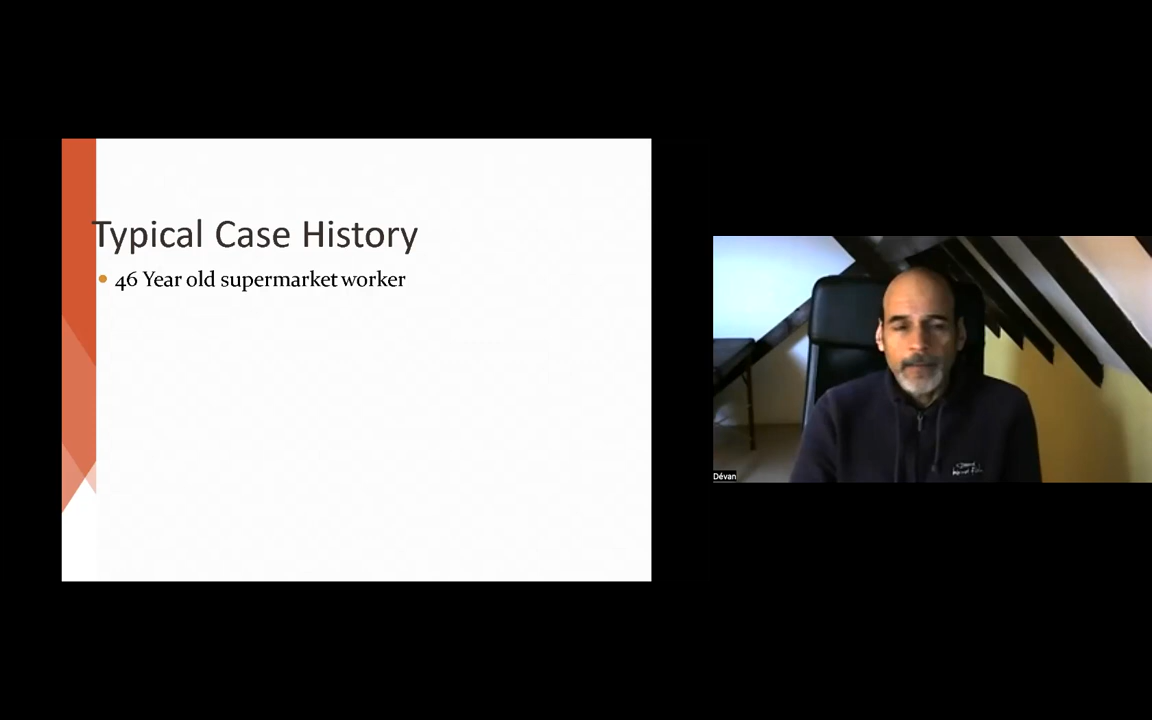 Typical Case History
46 Year old supermarket worker
Dévan